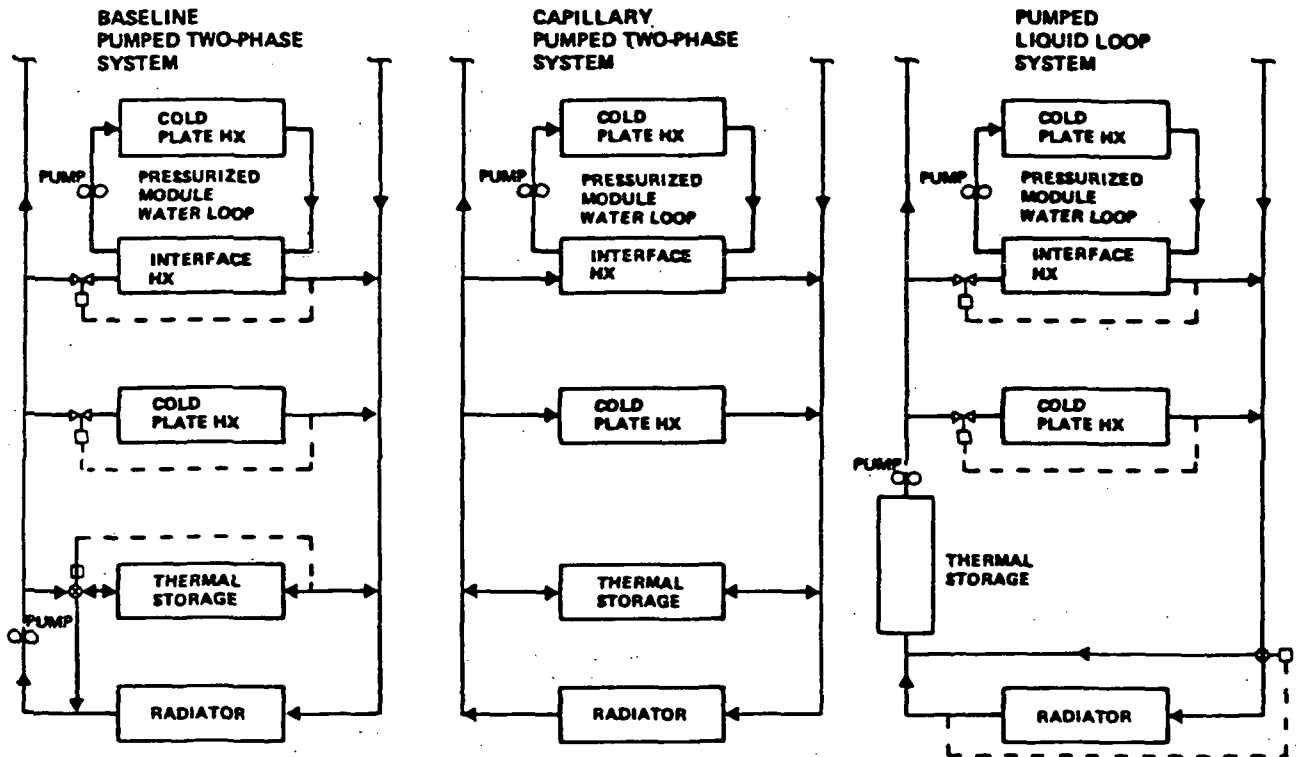 BASELINE
PUMPED TWO-PHASE
SYSTEM
COLD
PLATE HX
PUMP
PRESSURIZED
MODULE
WATER LOOP
INTERFACE
HX
COLD
PLATE HX
THERMAL
STORAGE
PUMP
RADIATOR
CAPILLARY
PUMPED TWO-PHASE
SYSTEM
COLD
PLATE HX
PUMP
PRESSURIZED
MODULE
WATER LOOP
INTERFACE
HX
COLD
PLATE HX
THERMAL
STORAGE
RADIATOR
PUMPED
LIQUID LOOP
SYSTEM
COLD
PLATE HX
PUMP
PRESSURIZED
MODULE
WATER LOOP
INTERFACE
HX
COLD
PLATE HX
PUMP
THERMAL
STORAGE
RADIATOR